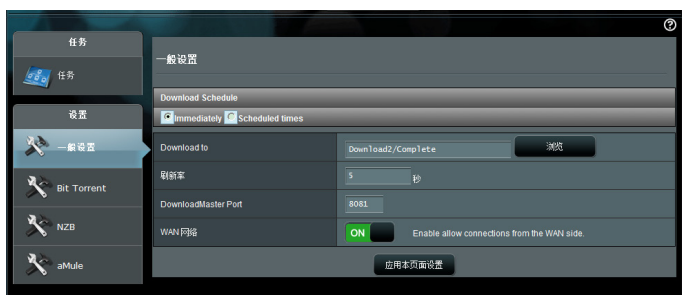 任务
任务
设置
一般设置
Bit Torrent
NZB
aMule
一般设置
Download Schedule
Immediately Scheduled times
Download to Download2/Complete 浏览
刷新率 5 秒
DownloadMaster Port 8081
WAN 网络 ON Enable allow connections from the WAN side.
应用本页面设置